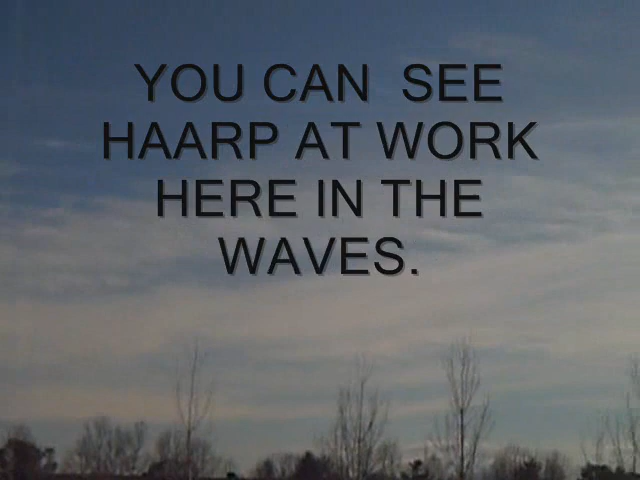 YOU CAN  SEE
HAARP AT WORK
HERE IN THE
WAVES.